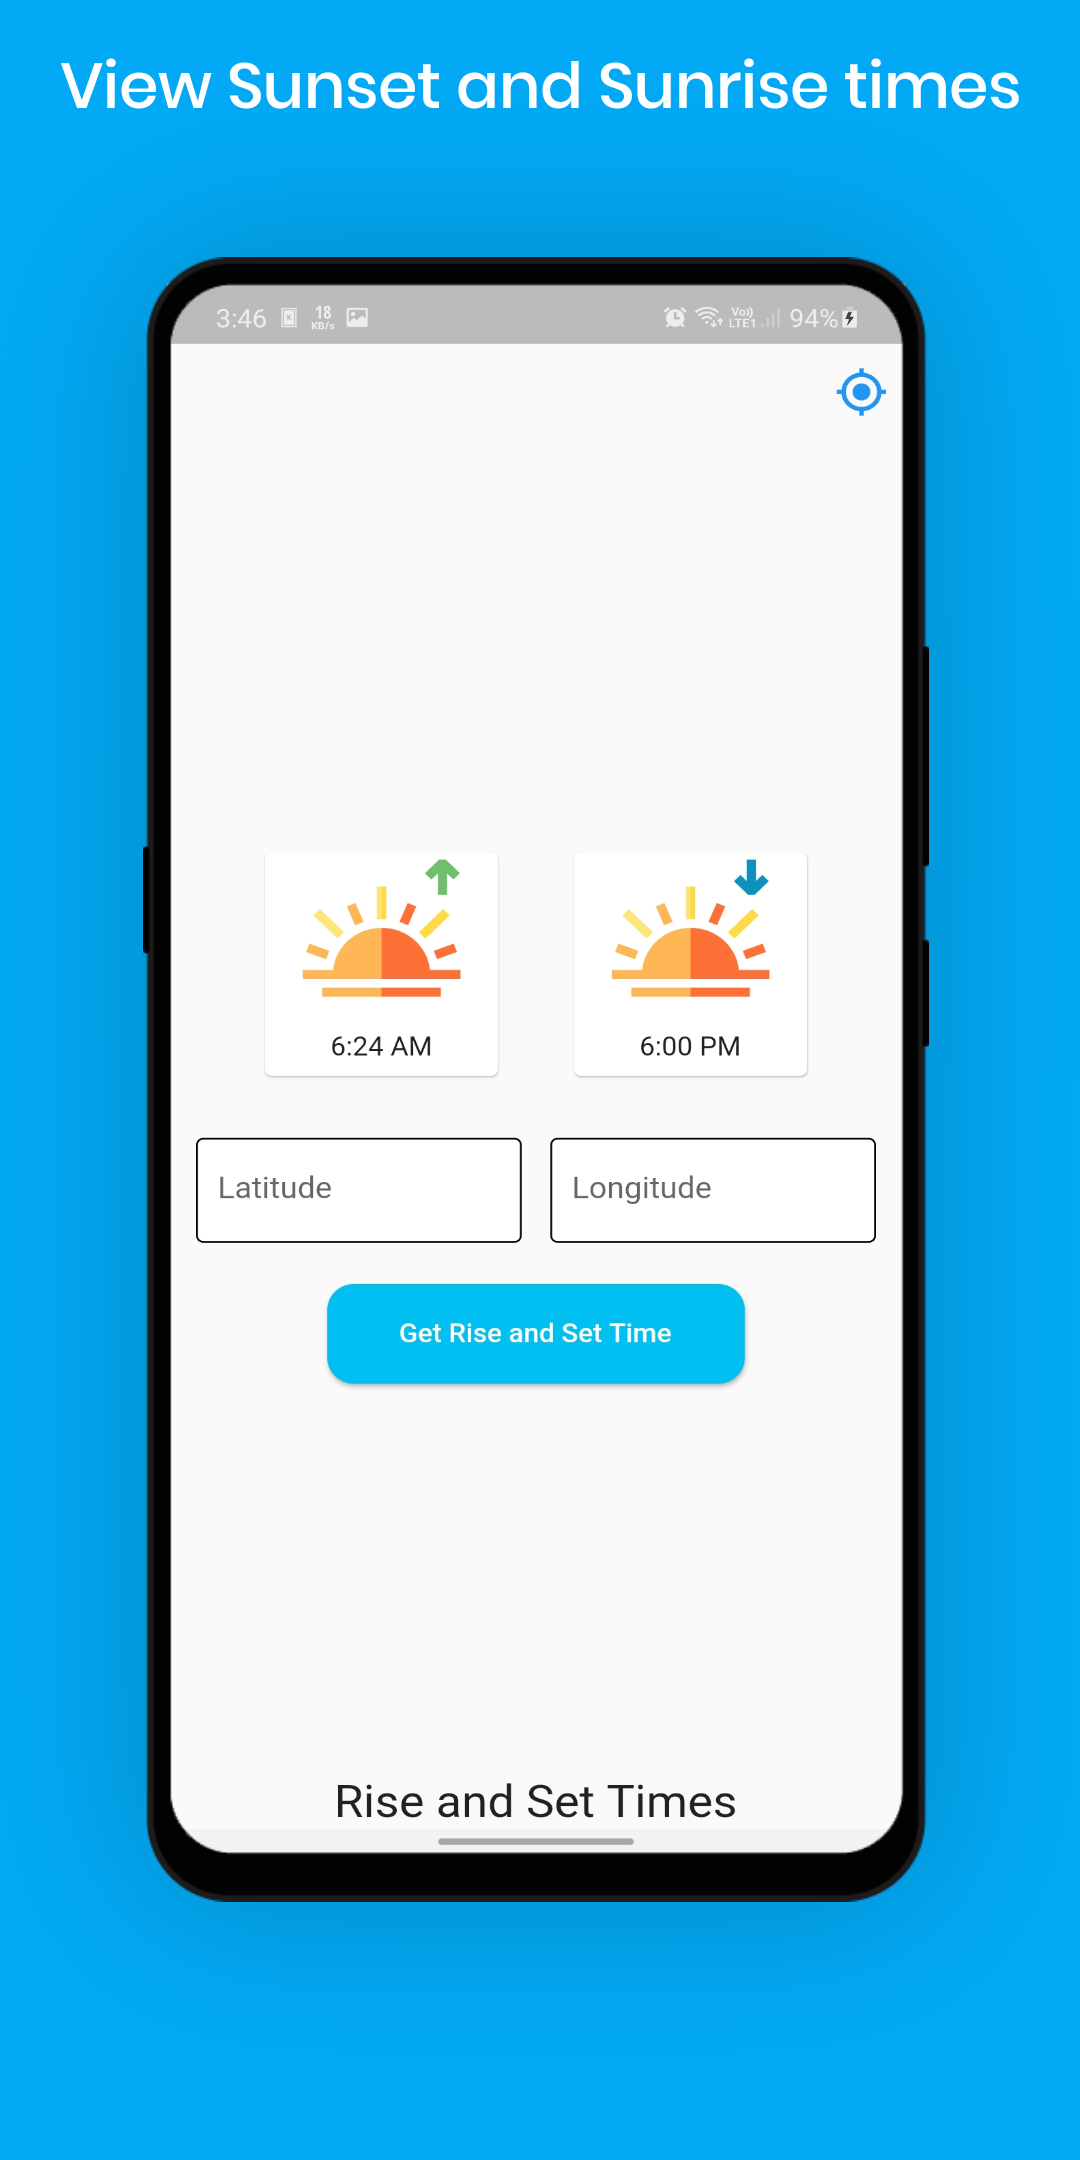 View Sunset and Sunrise times
3:46 18 KB/s Vo)) LTE1 94%
6:24 AM 6:00 PM
Latitude Longitude
Get Rise and Set Time
Rise and Set Times